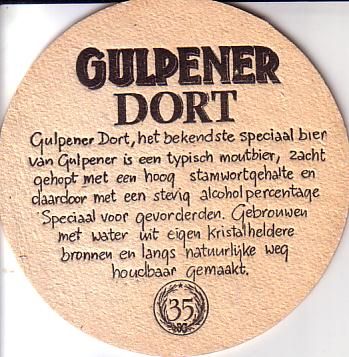 GULPENER
DORT
Gulpener Dort, het bekendste speciaal bier
van Gulpener is een typisch moutbier, zacht
gehopt met een hoog stamwortgehalte en
daardoor met een stevig alcoholpercentage
Speciaal voor gevorderden. Gebrouwen
met water uit eigen kristalheldere
bronnen en langs natuurlijke weg
houdbaar gemaakt.
35